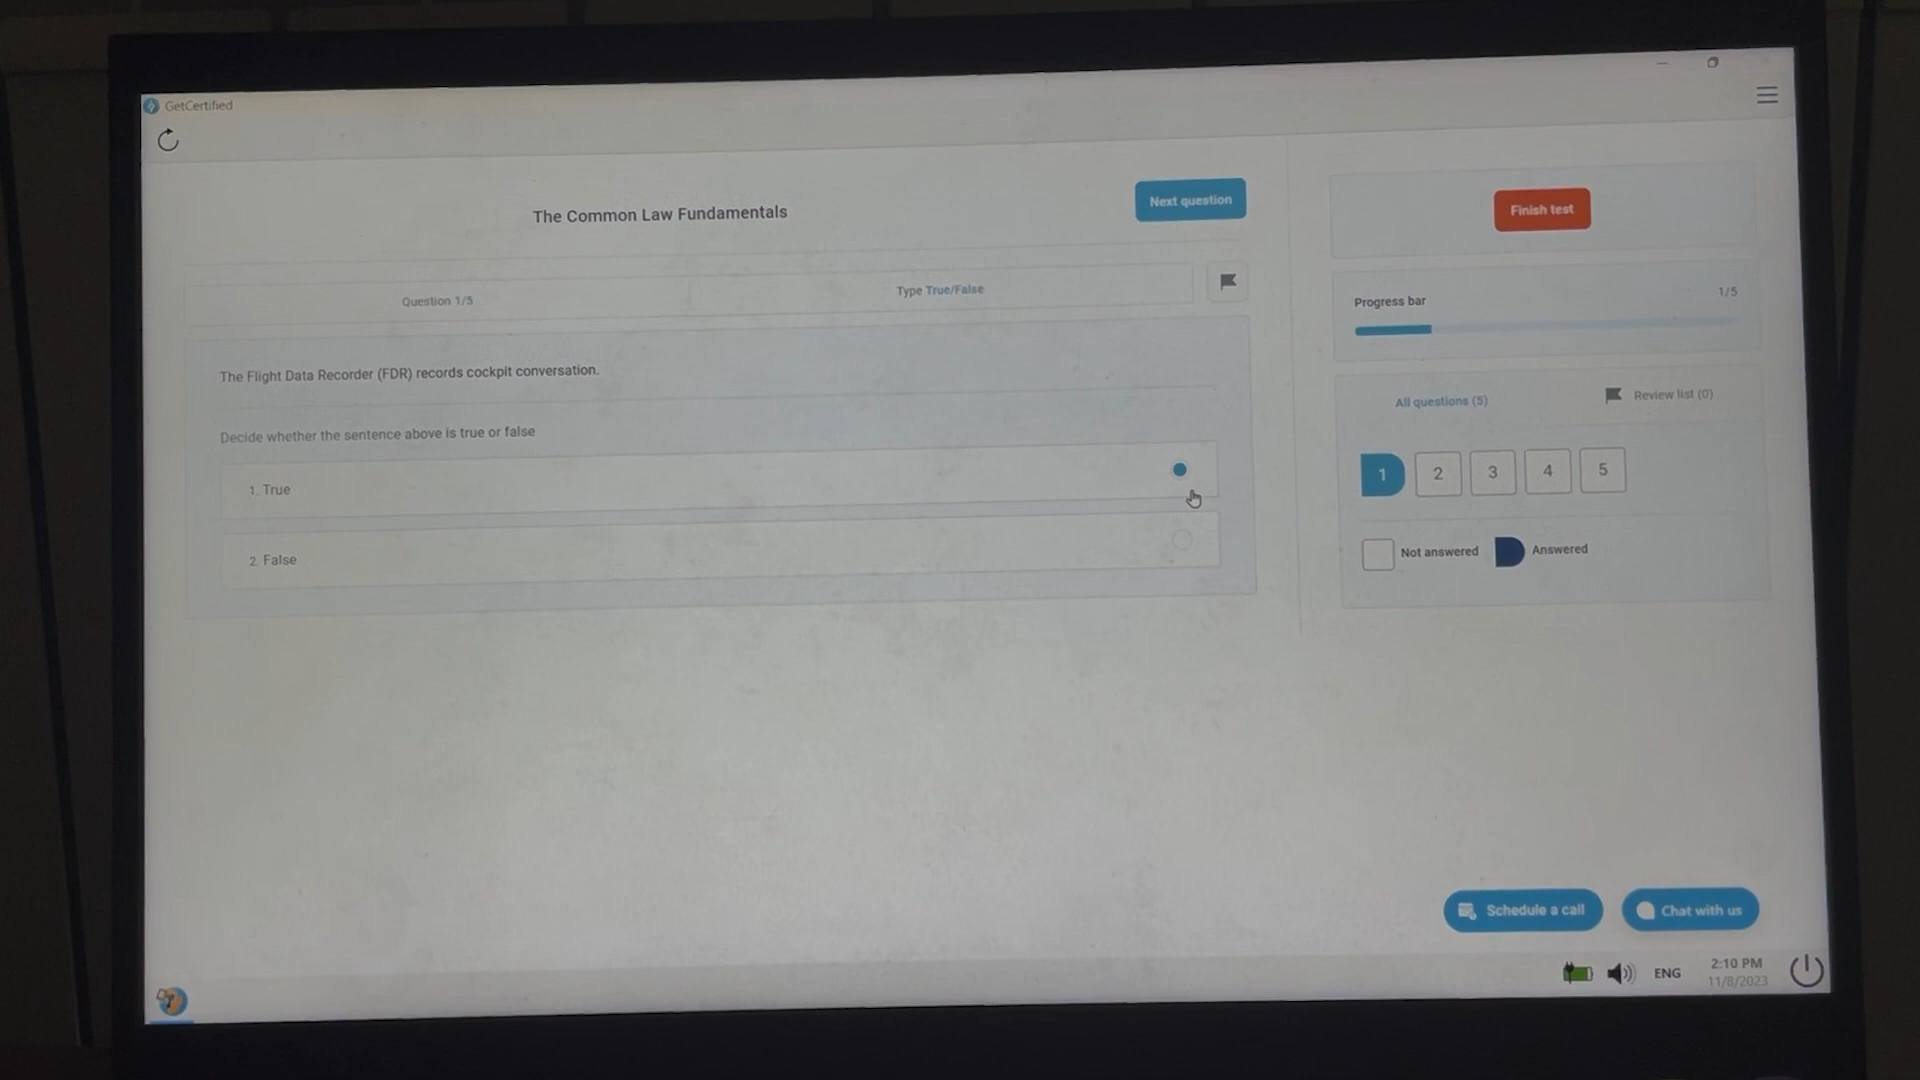 GetCertified
The Common Law Fundamentals
Next question
Finish test
Question 1/5
Type True/False
Progress bar
1/5
The Flight Data Recorder (FDR) records cockpit conversation.
Decide whether the sentence above is true or false
1. True
2. False
All questions (5)
Review list (0)
1
2
3
4
5
Not answered
Answered
Schedule a call
Chat with us
ENG
2:10 PM
11/8/2023